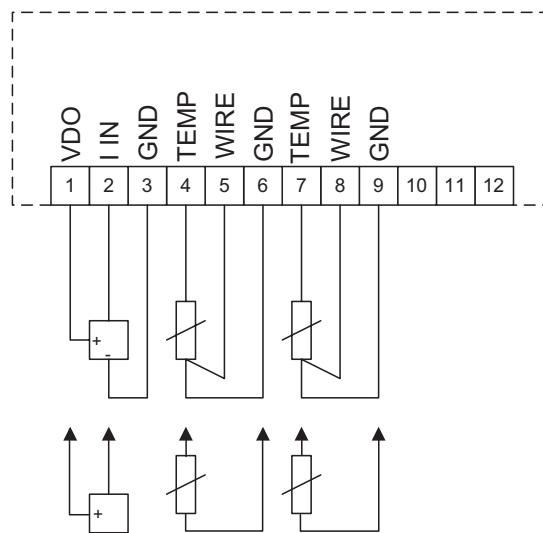 VDO
I IN
GND
TEMP
WIRE
GND
TEMP
WIRE
GND
1 2 3 4 5 6 7 8 9 10 11 12
+
-
+